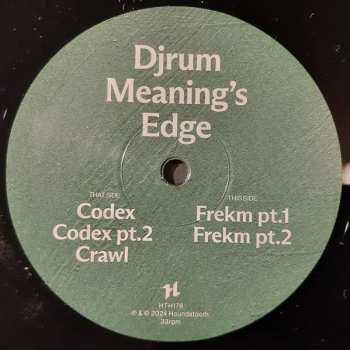 Djrum
Meaning's
Edge
THAT SIDE
Codex
Codex pt.2
Crawl
THIS SIDE
Frekm pt.1
Frekm pt.2
H
HTH178
℗ & © 2024 Houndstooth
33rpm